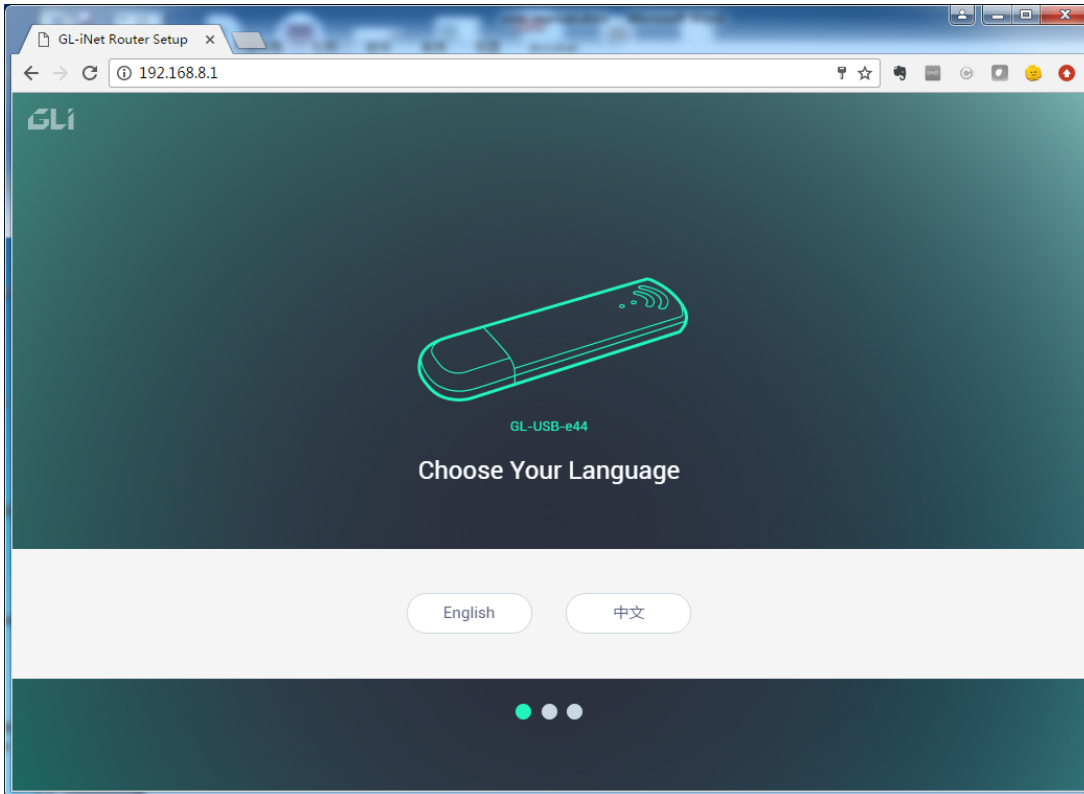 GL-iNet Router Setup
192.168.8.1
GLi
GL-USB-e44
Choose Your Language
English
中文